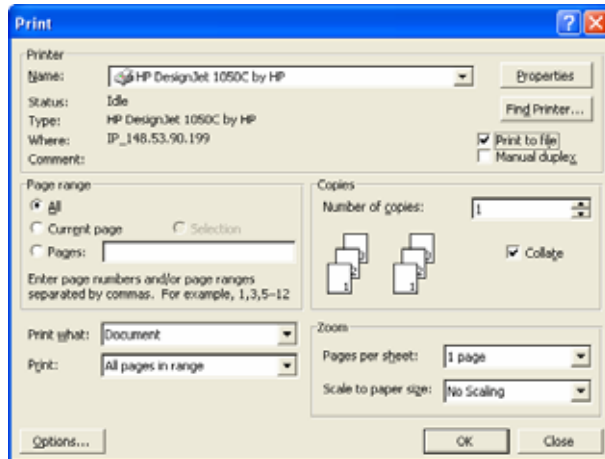 Print
Printer
Name: HP DesignJet 1050C by HP Properties
Status: Idle
Type: HP DesignJet 1050C by HP Find Printer...
Where: IP_148.53.90.199 Print to file
Comment: Manual duplex
Page range
All
Current page Selection
Pages:
Enter page numbers and/or page ranges
separated by commas. For example, 1,3,5–12
Copies
Number of copies: 1
Collate
Print what: Document
Print: All pages in range
Zoom
Pages per sheet: 1 page
Scale to paper size: No Scaling
Options... OK Close